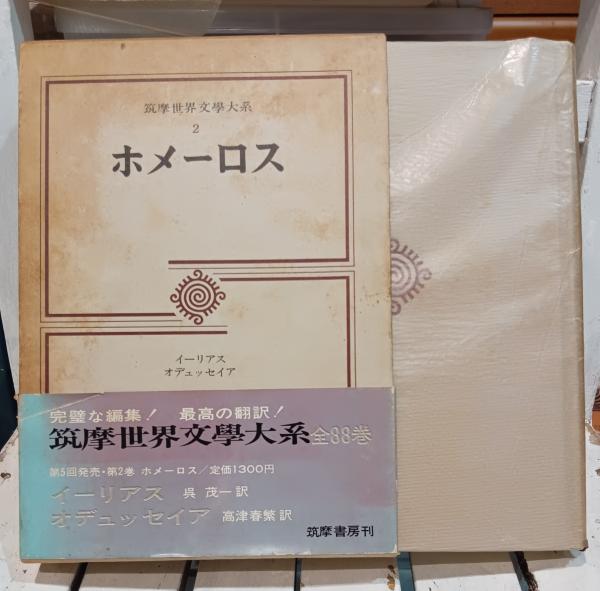 筑摩世界文學大系
2
ホメーロス
イーリアス
オデュッセイア
完璧な編集！ 最高の翻訳！
筑摩世界文學大系全88巻
第5回発売・第2巻 ホメーロス／定価1300円
イーリアス 呉 茂一訳
オデュッセイア 高津春繁訳
筑摩書房刊